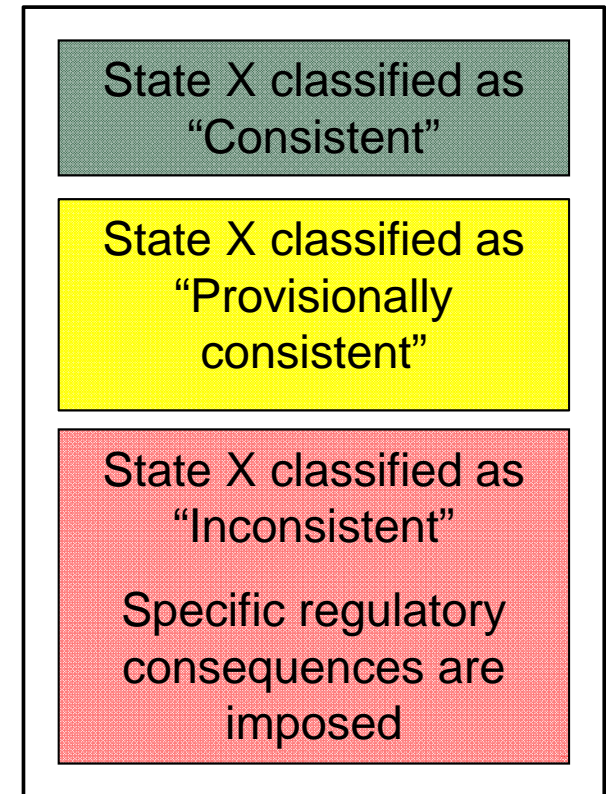 State X classified as
“Consistent”
State X classified as
“Provisionally
consistent”
State X classified as
“Inconsistent”
Specific regulatory
consequences are
imposed